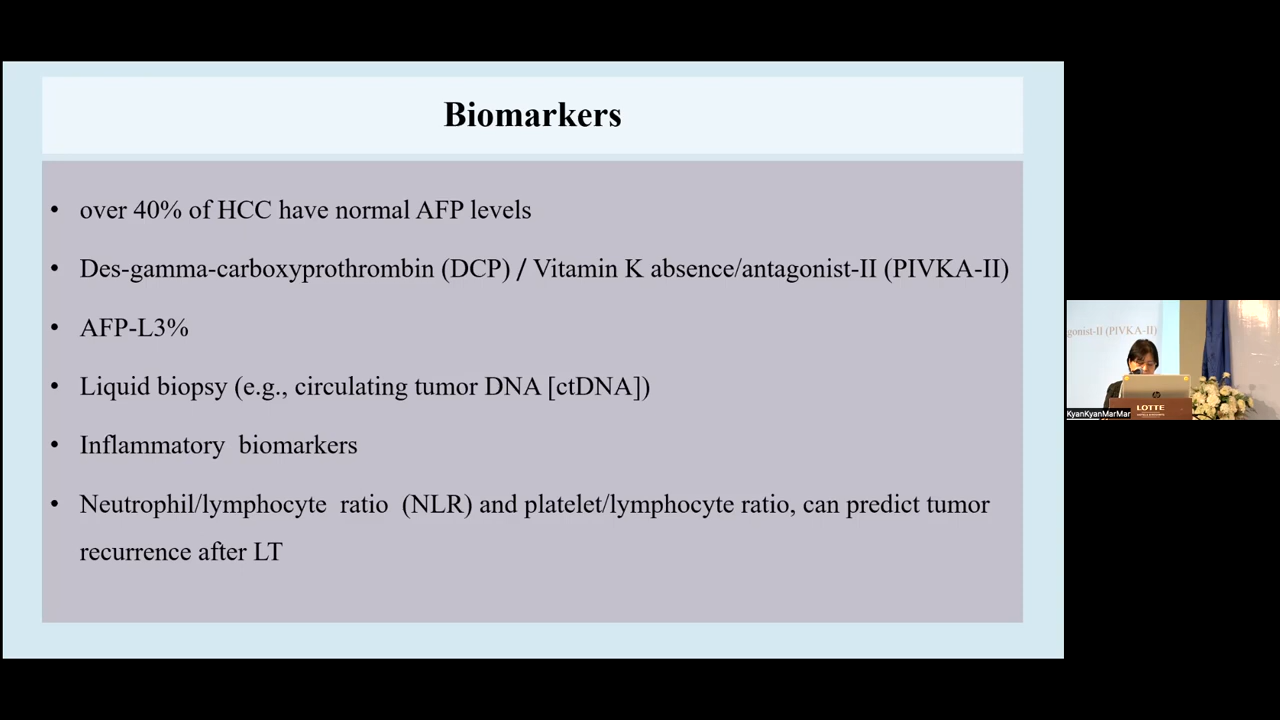 Biomarkers
• over 40% of HCC have normal AFP levels
• Des-gamma-carboxyprothrombin (DCP) / Vitamin K absence/antagonist-II (PIVKA-II)
• AFP-L3%
• Liquid biopsy (e.g., circulating tumor DNA [ctDNA])
• Inflammatory biomarkers
• Neutrophil/lymphocyte ratio (NLR) and platelet/lymphocyte ratio, can predict tumor
recurrence after LT
gonist-II (PIVKA-II)
KyanKyanMarMar
LOTTE